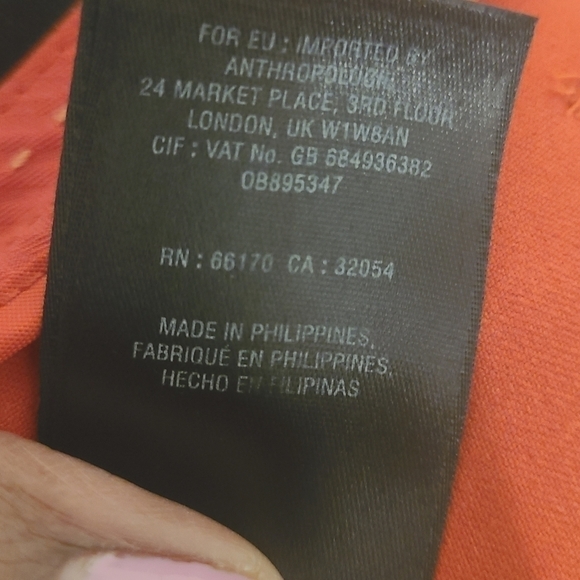 FOR EU : IMPORTED BY
ANTHROPOLOGIE
24 MARKET PLACE, 3RD FLOOR
LONDON, UK W1W8AN
CIF : VAT No. GB 684936382
OB895347
RN : 66170 CA : 32054
MADE IN PHILIPPINES,
FABRIQUÉ EN PHILIPPINES,
HECHO EN FILIPINAS